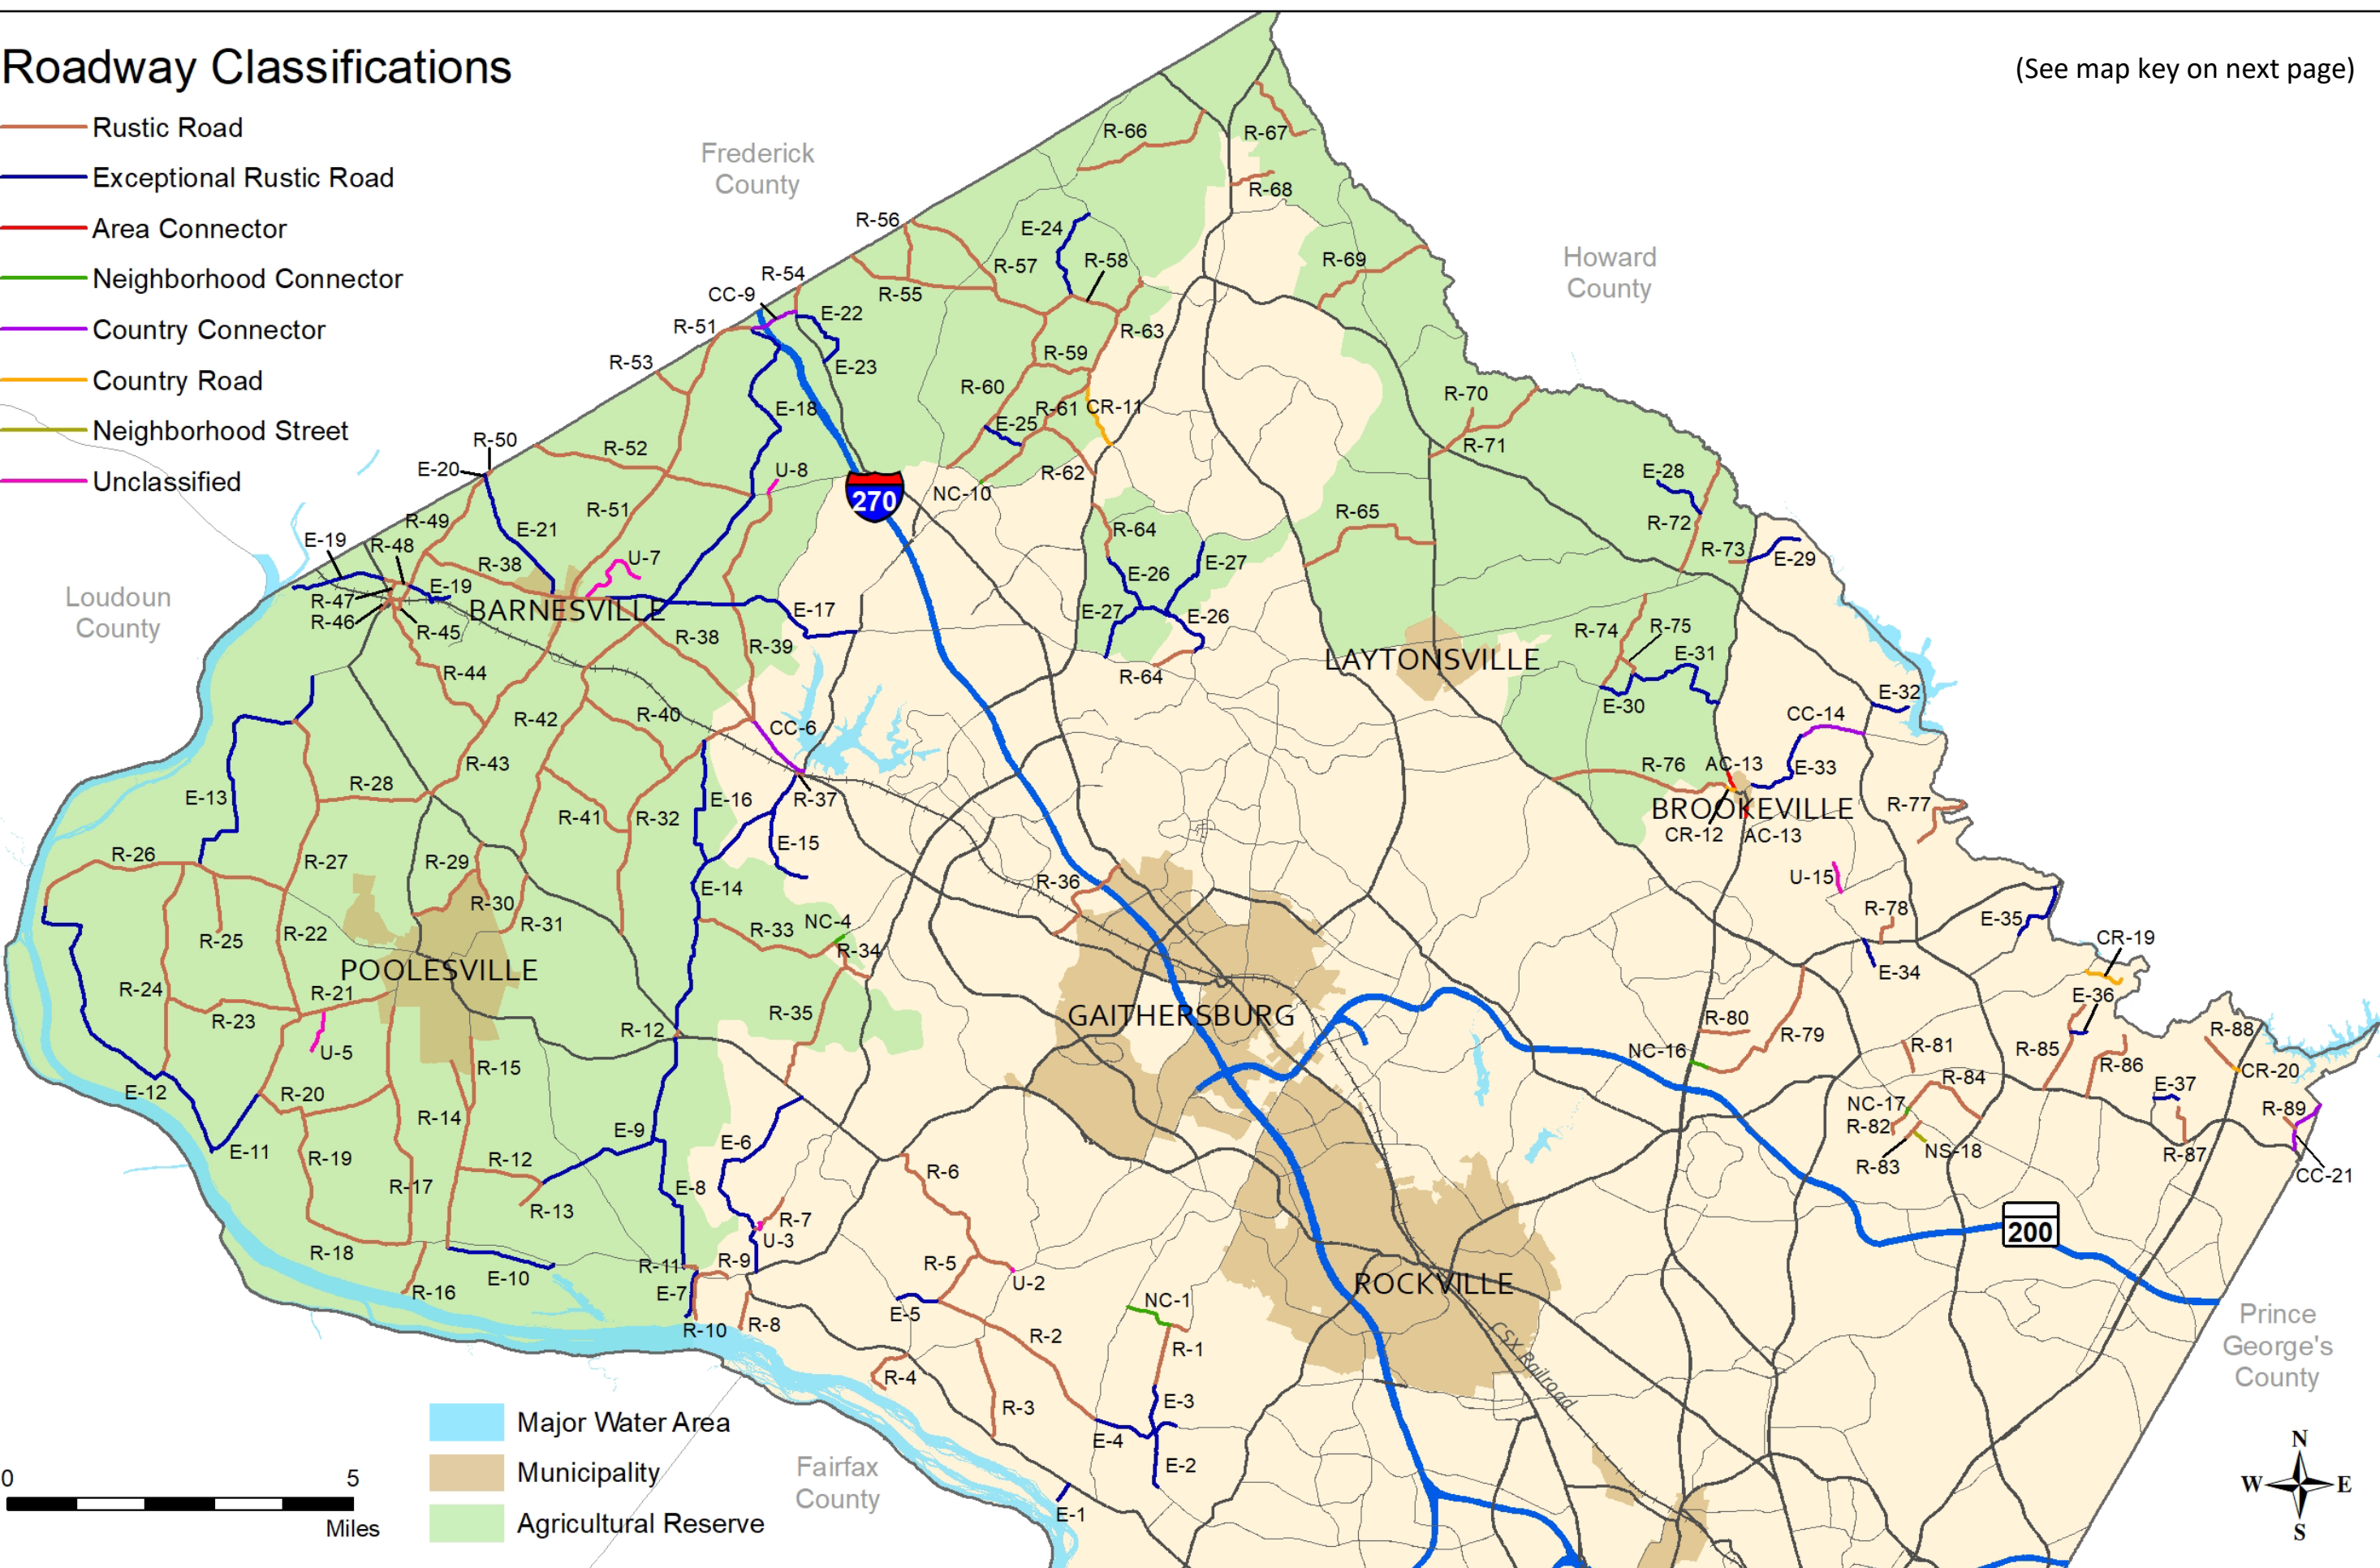 Roadway Classifications
(See map key on next page)
Rustic Road
Exceptional Rustic Road
Area Connector
Neighborhood Connector
Country Connector
Country Road
Neighborhood Street
Unclassified
Frederick
County
Howard
County
Loudoun
County
R-66
R-67
R-68
R-56
E-24
R-57
R-58
R-69
R-54
CC-9
R-55
E-22
R-51
R-63
R-53
E-23
R-59
R-60
R-70
E-18
R-61
CR-11
E-25
R-50
R-52
R-71
E-20
U-8
R-62
E-28
270
NC-10
R-51
R-65
R-49
E-21
R-64
R-72
E-19
R-48
R-73
E-29
R-38
U-7
E-27
E-26
E-19
R-47
BARNESVILLE
E-17
E-27
E-26
R-46
R-45
R-38
R-39
R-74
R-75
LAYTONSVILLE
E-31
R-44
R-64
E-32
E-30
R-42
R-40
CC-6
CC-14
R-43
R-76
AC-13
E-33
R-28
E-13
E-16
R-37
BROOKEVILLE
R-77
R-41
R-32
CR-12
AC-13
E-15
R-26
R-27
R-29
U-15
E-14
R-36
R-30
R-78
R-31
R-33
NC-4
E-35
R-25
R-22
R-34
CR-19
POOLESVILLE
E-34
R-24
R-21
E-36
R-23
R-35
GAITHERSBURG
R-12
R-80
R-79
R-88
U-5
NC-16
R-81
R-85
R-15
R-86
CR-20
E-12
R-20
R-84
E-37
R-14
NC-17
R-89
E-9
R-82
E-11
E-6
R-19
R-12
R-83
NS-18
R-87
R-6
CC-21
R-17
E-8
R-13
R-7
200
U-3
R-18
R-11
R-9
R-5
E-10
U-2
ROCKVILLE
R-16
E-7
NC-1
E-5
Prince
George's
County
R-10
R-8
R-2
CSX Railroad
R-1
R-4
E-3
R-3
Major Water Area
E-4
Municipality
E-2
Fairfax
County
Agricultural Reserve
E-1
0 5
Miles
N
W E
S